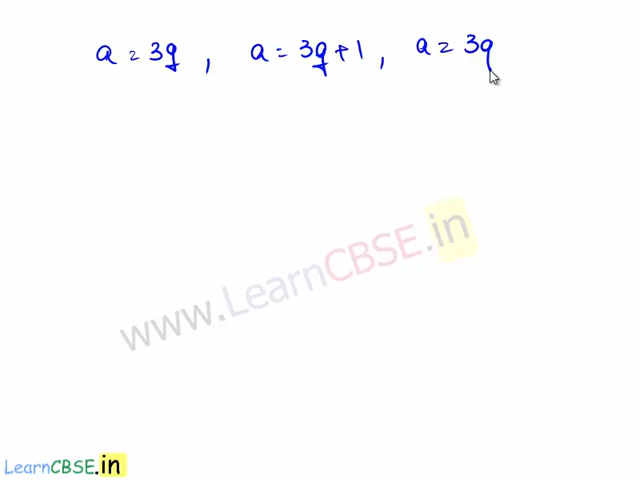 a = 3q , a = 3q + 1 , a = 3q
www.LearnCBSE.in
LearnCBSE.in